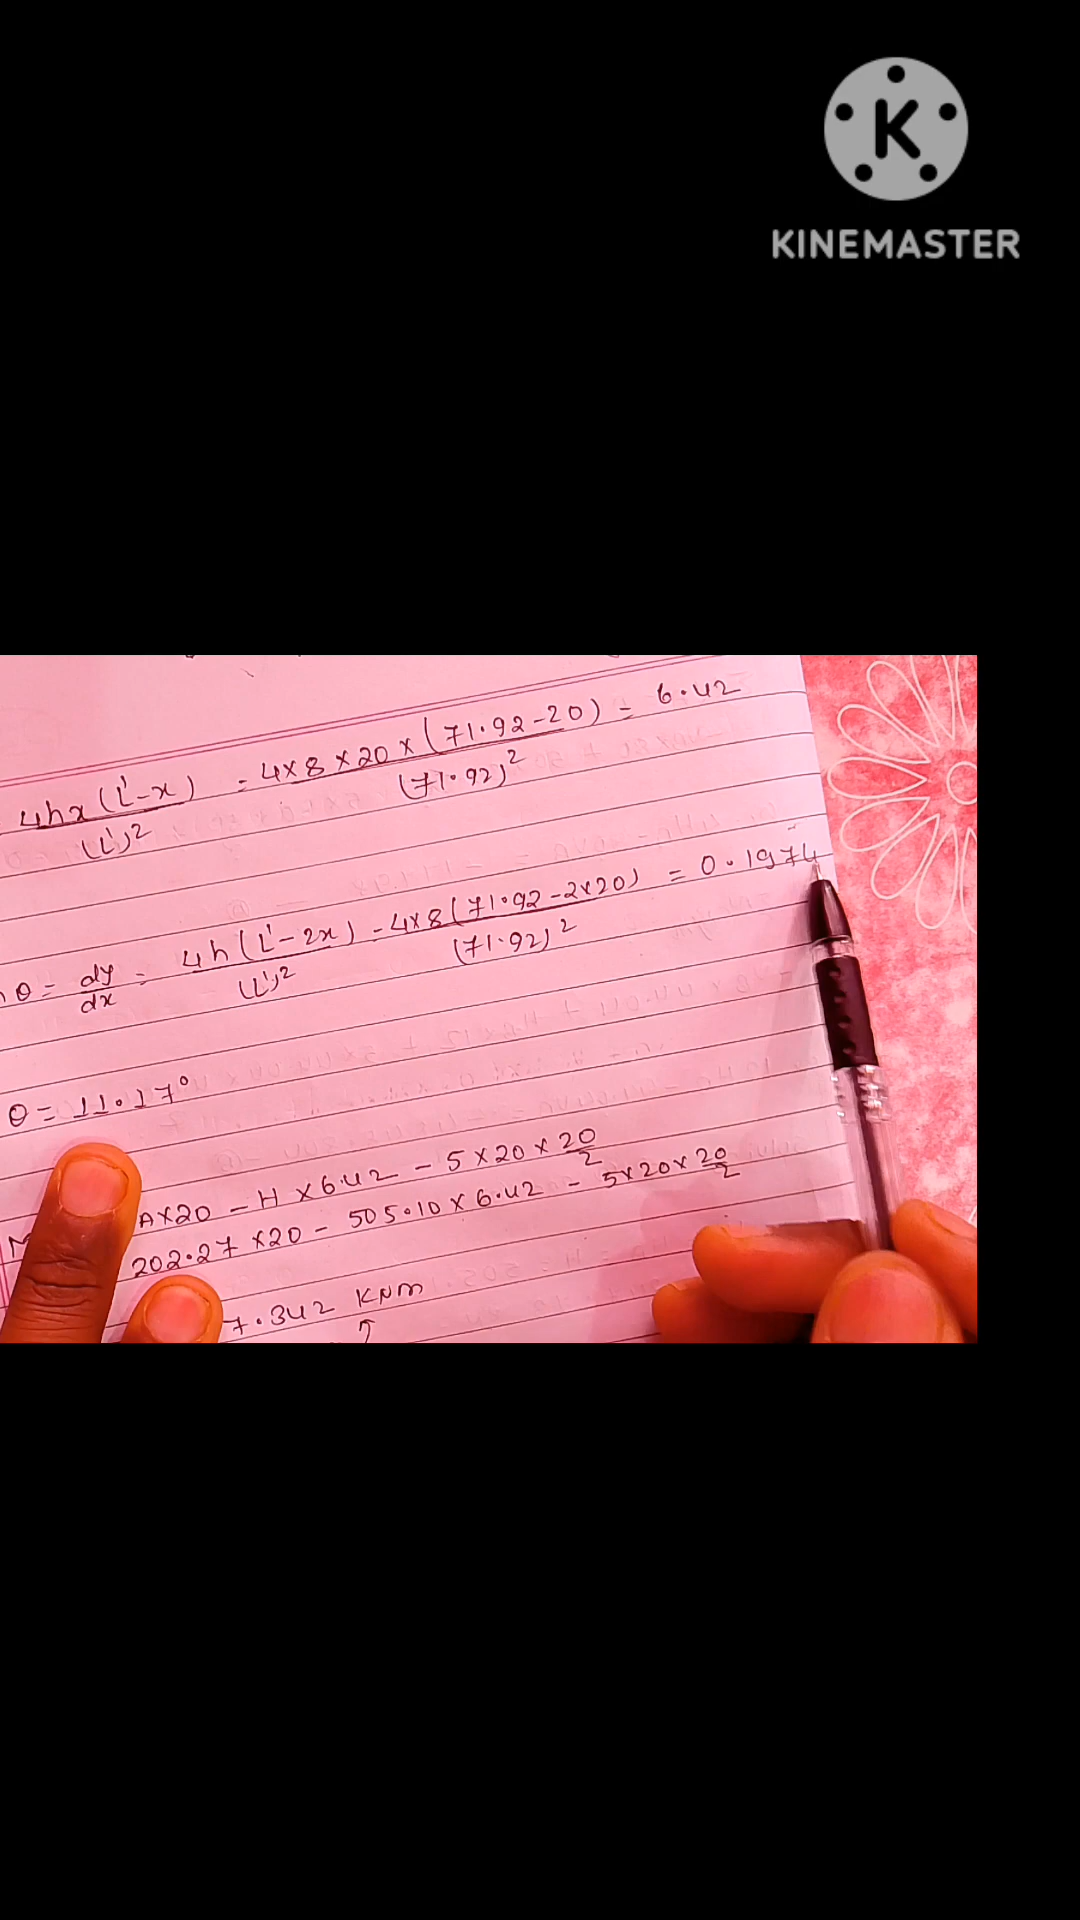 KINEMASTER
4hx(L'-x) / (L')² = 4×8×20×(71.92-20) / (71.92)² = 6.42
θ = dy/dx = 4h(L'-2x) / (L')² = 4×8(71.92-2×20) / (71.92)² = 0.1974
θ = 11.17°
A×20 - H×6.42 - 5×20×20/2
202.27×20 - 505.10×6.42 - 5×20×20/2
7.342 KNm